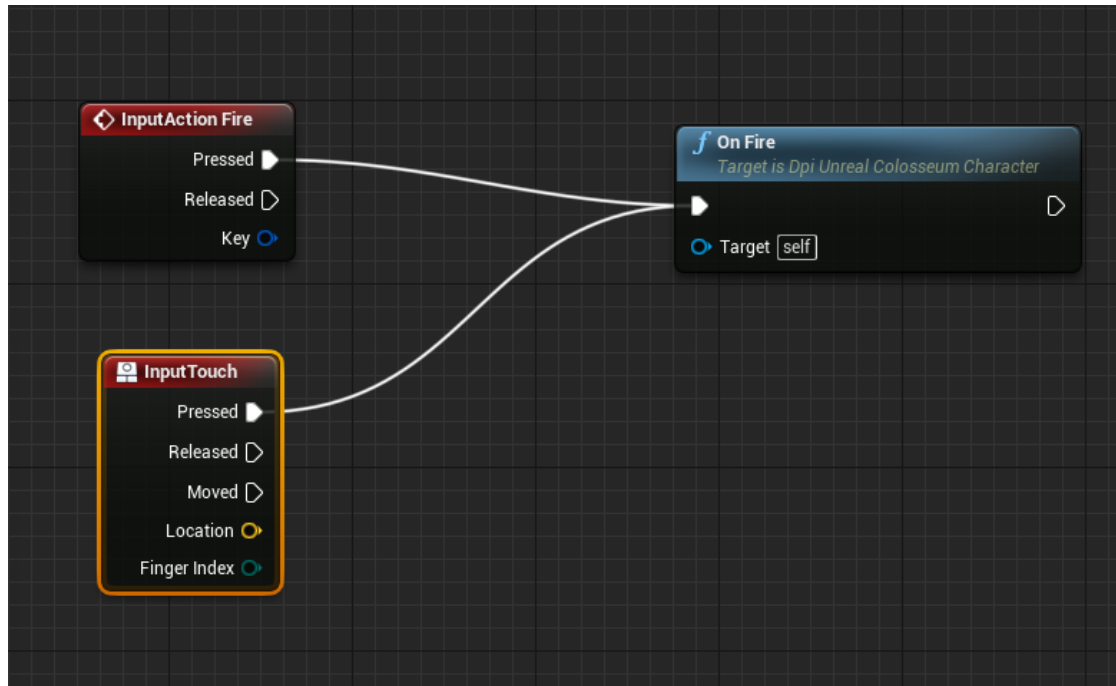 InputAction Fire
Pressed
Released
Key
f On Fire
Target is Dpi Unreal Colosseum Character
Target self
InputTouch
Pressed
Released
Moved
Location
Finger Index